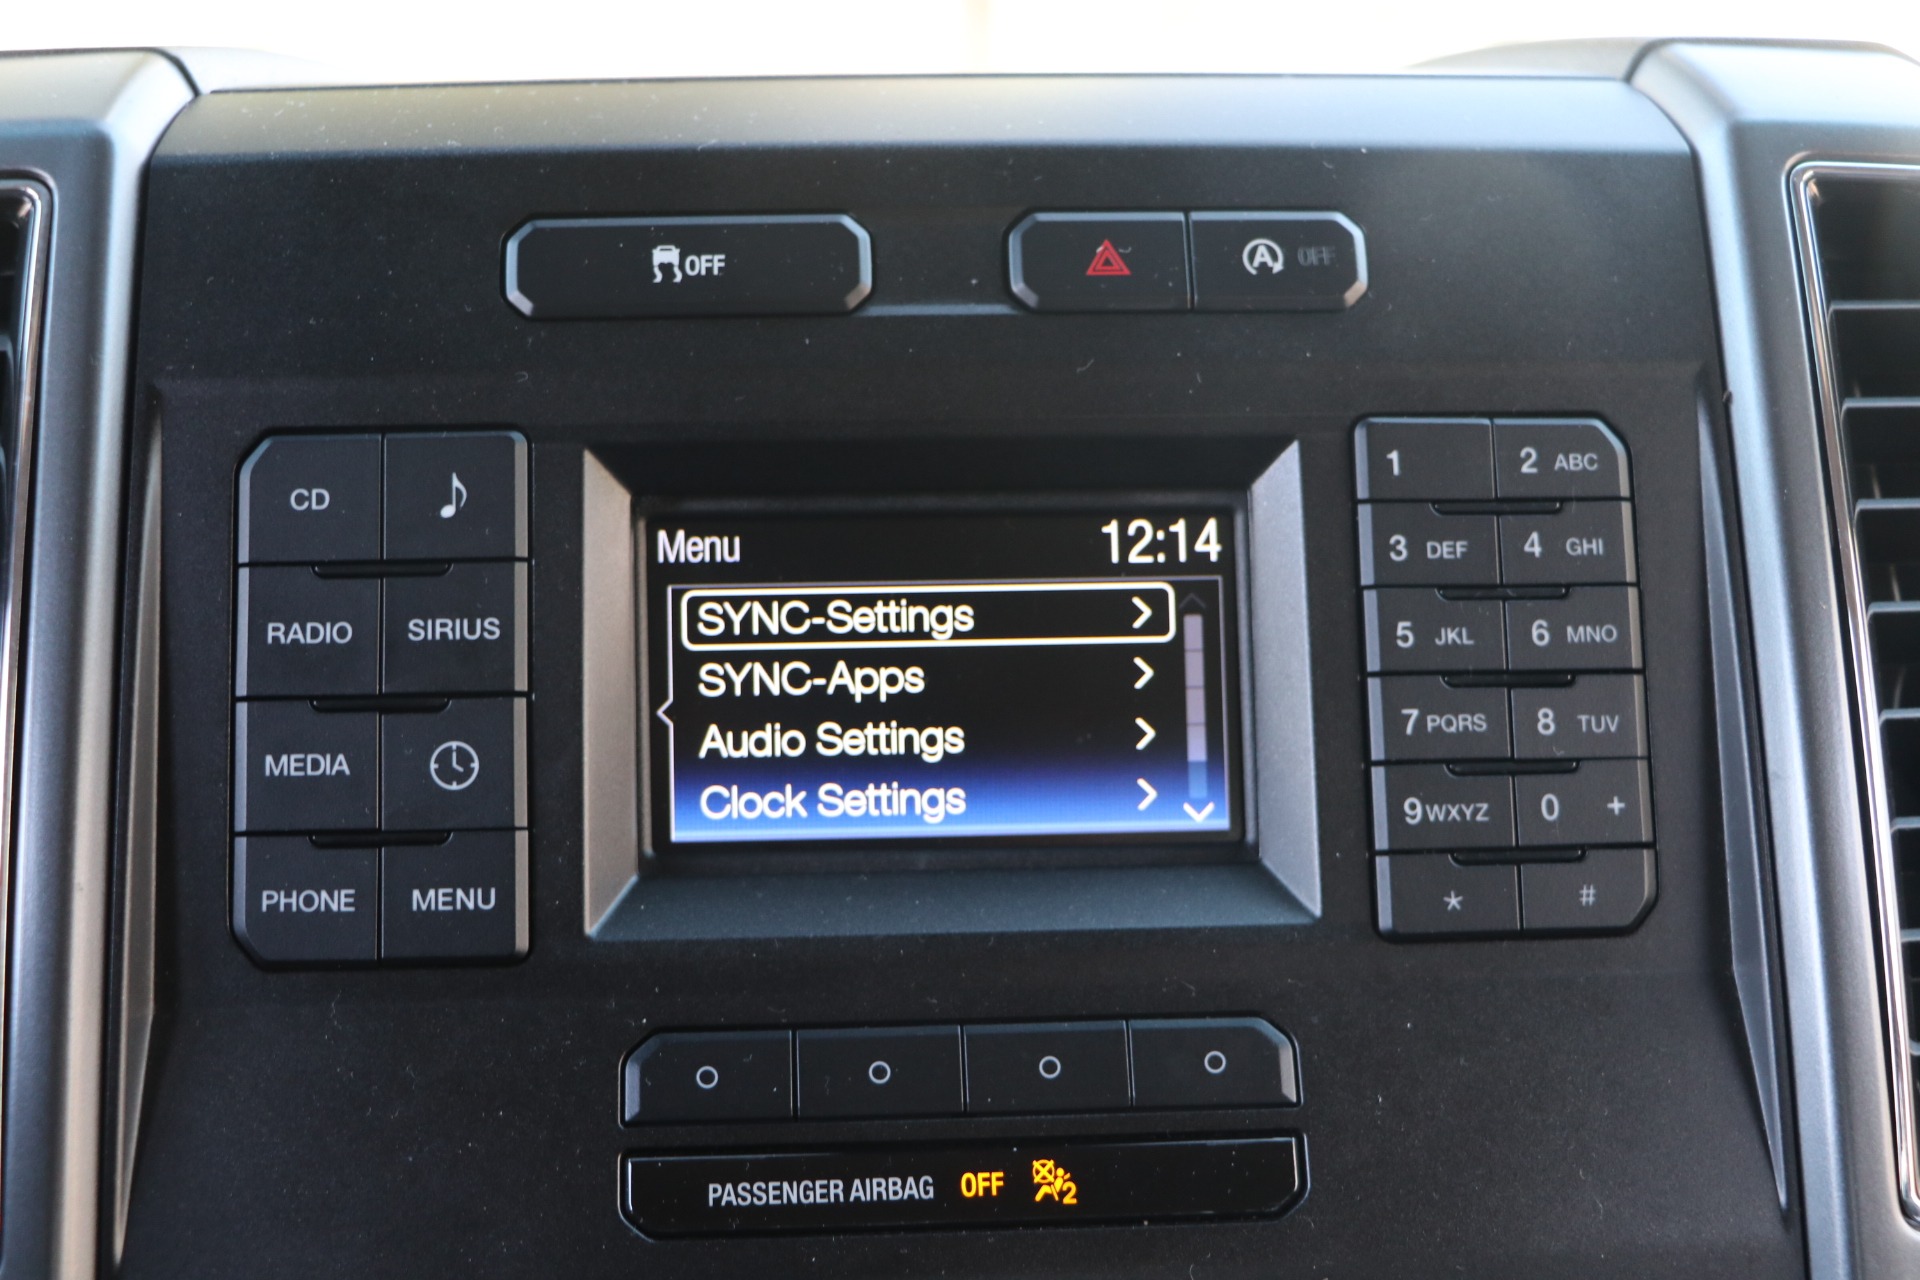 OFF
A OFF
CD
RADIO SIRIUS
MEDIA
PHONE MENU
Menu 12:14
SYNC-Settings
SYNC-Apps
Audio Settings
Clock Settings
1 2 ABC
3 DEF 4 GHI
5 JKL 6 MNO
7 PQRS 8 TUV
9 WXYZ 0 +
* #
PASSENGER AIRBAG OFF 2